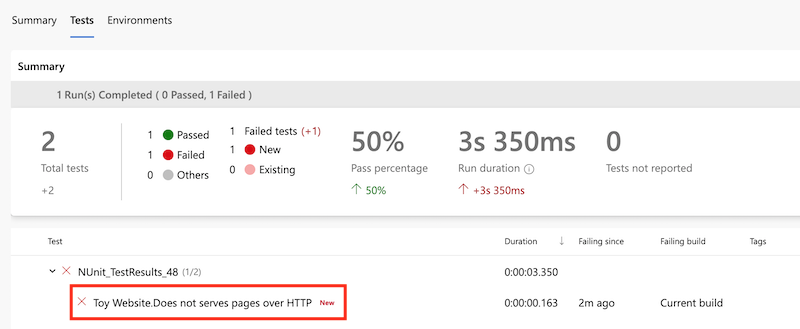 Summary Tests Environments
Summary
1 Run(s) Completed ( 0 Passed, 1 Failed )
2
Total tests
+2
1 Passed
1 Failed
0 Others
1 Failed tests (+1)
1 New
0 Existing
50%
Pass percentage
50%
3s 350ms
Run duration
+3s 350ms
0
Tests not reported
Test Duration Failing since Failing build Tags
NUnit_TestResults_48 (1/2) 0:00:03.350
Toy Website.Does not serves pages over HTTP New 0:00:00.163 2m ago Current build